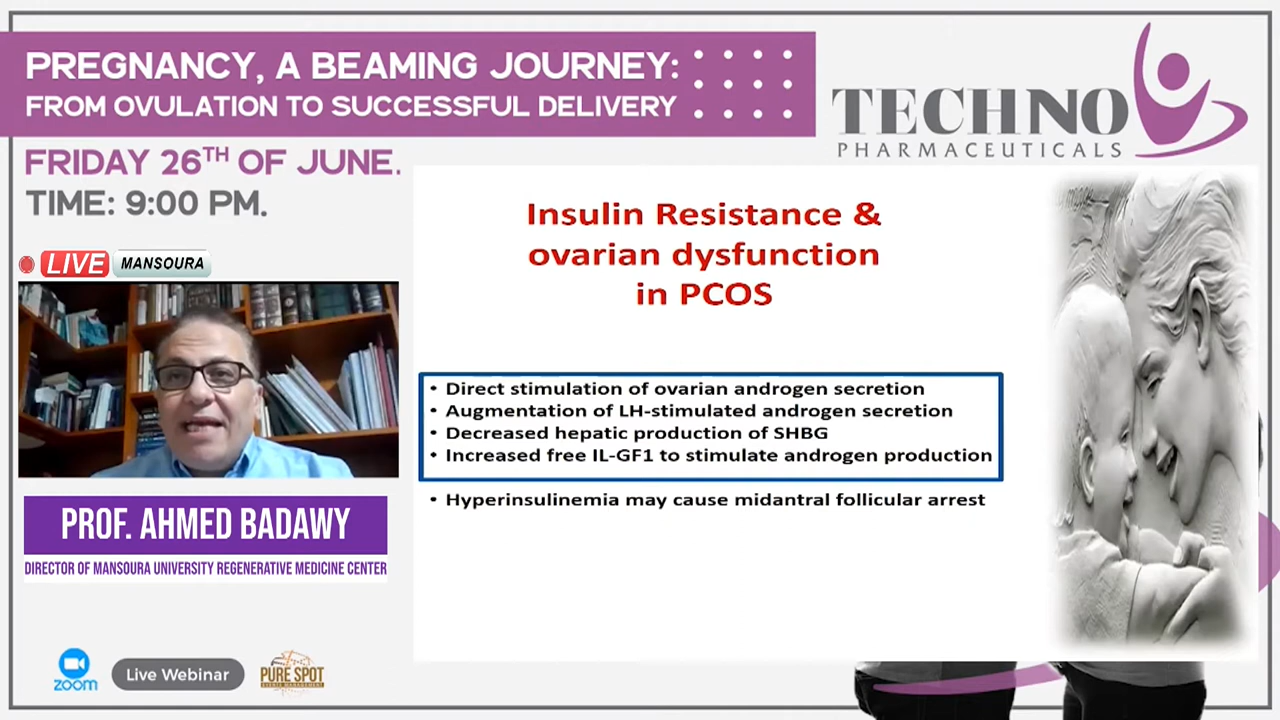 PREGNANCY, A BEAMING JOURNEY:
FROM OVULATION TO SUCCESSFUL DELIVERY
TECHNO
PHARMACEUTICALS
FRIDAY 26TH OF JUNE.
TIME: 9:00 PM.
LIVE MANSOURA
Insulin Resistance &
ovarian dysfunction
in PCOS
• Direct stimulation of ovarian androgen secretion
• Augmentation of LH-stimulated androgen secretion
• Decreased hepatic production of SHBG
• Increased free IL-GF1 to stimulate androgen production
• Hyperinsulinemia may cause midantral follicular arrest
PROF. AHMED BADAWY
DIRECTOR OF MANSOURA UNIVERSITY REGENERATIVE MEDICINE CENTER
zoom
Live Webinar
PURE SPOT
EVENTS MANAGEMENT